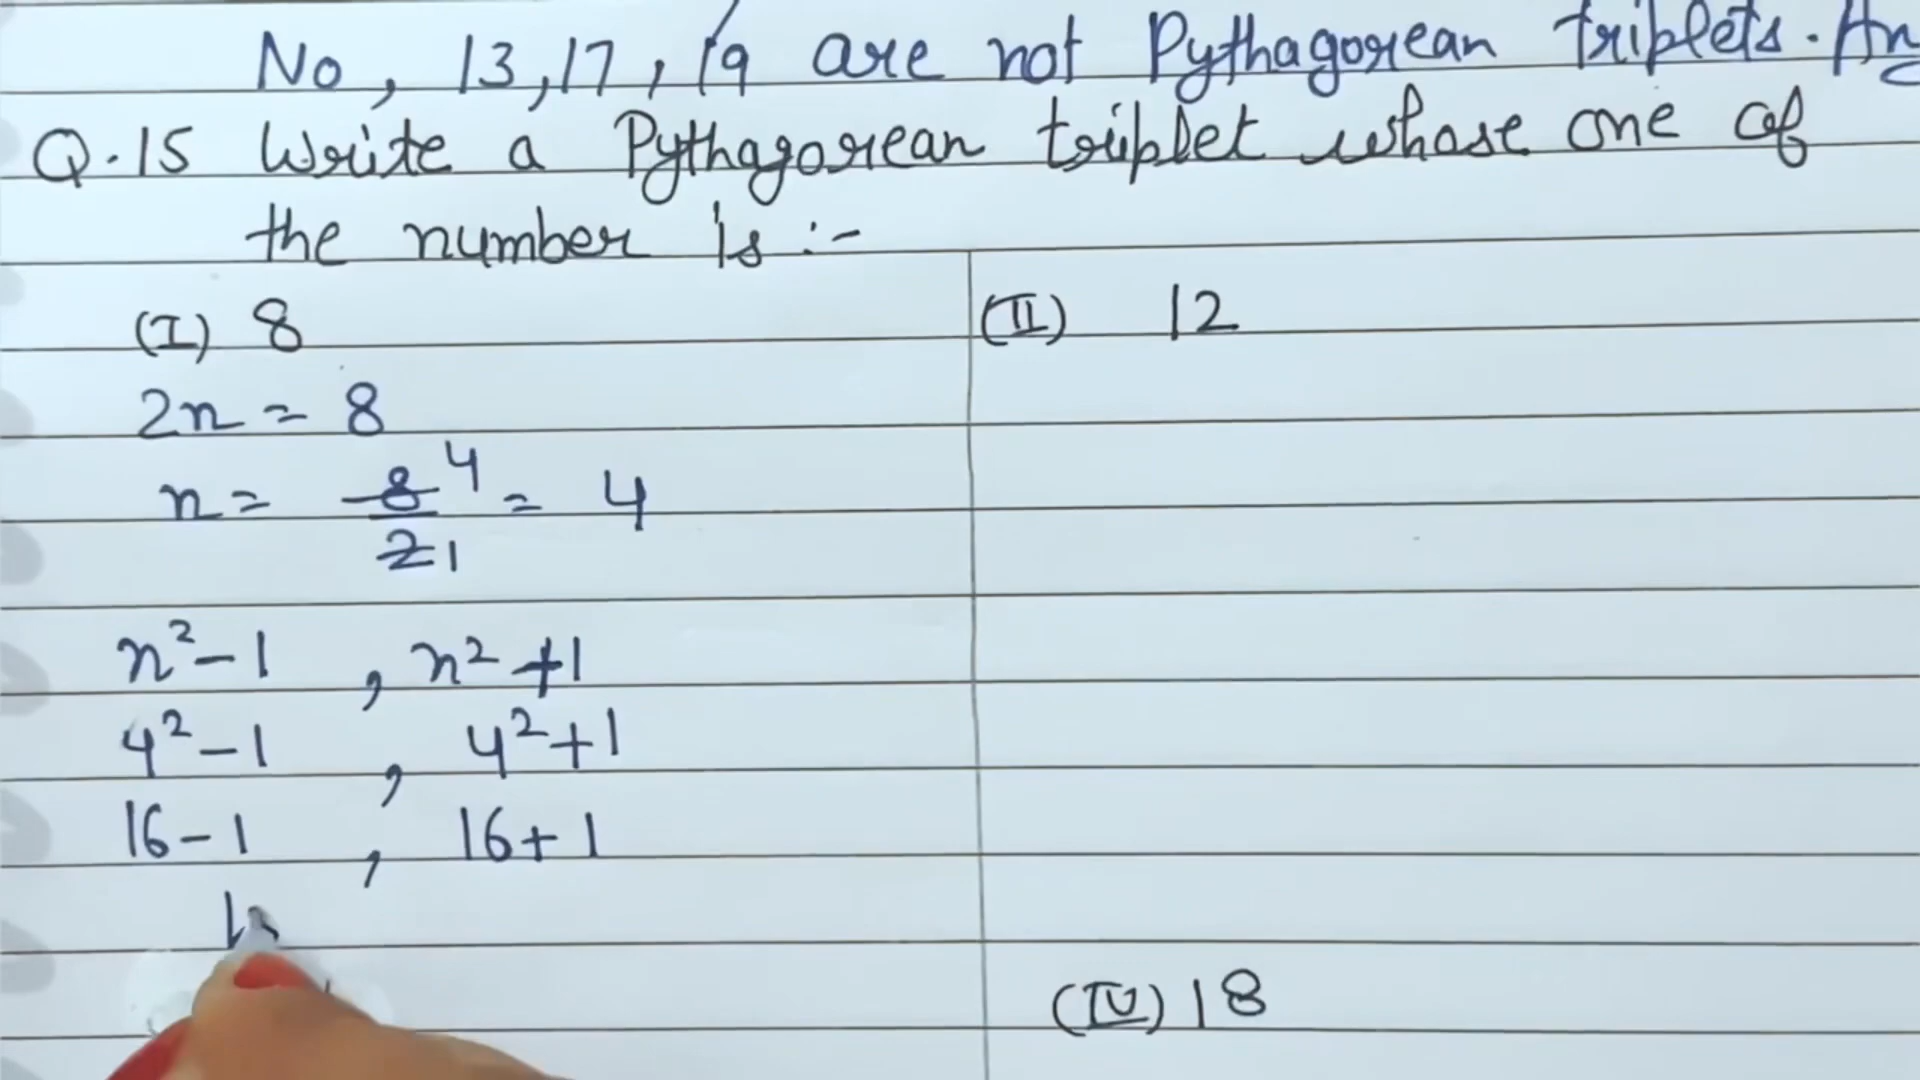 No, 13,17,19 are not Pythagorean triplets.
Q.15 Write a Pythagorean triplet whose one of
the number is :-
(I) 8
2n = 8
n = 8/2 4 1 = 4
n²-1 , n²+1
4²-1 , 4²+1
16-1 , 16+1
(II) 12
(IV) 18